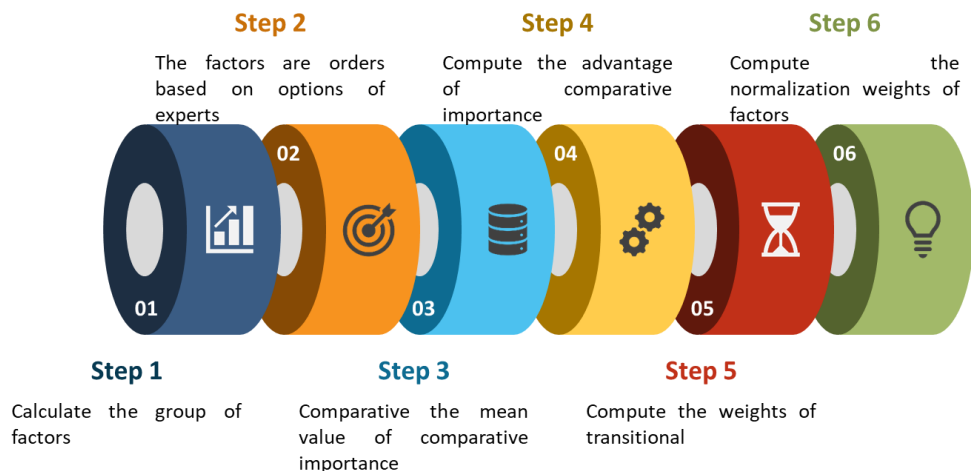 Step 2
The factors are orders
based on options of
experts
Step 4
Compute the advantage
of comparative
importance
Step 6
Compute the
normalization weights of
factors
01
02
03
04
05
06
Step 1
Calculate the group of
factors
Step 3
Comparative the mean
value of comparative
importance
Step 5
Compute the weights of
transitional